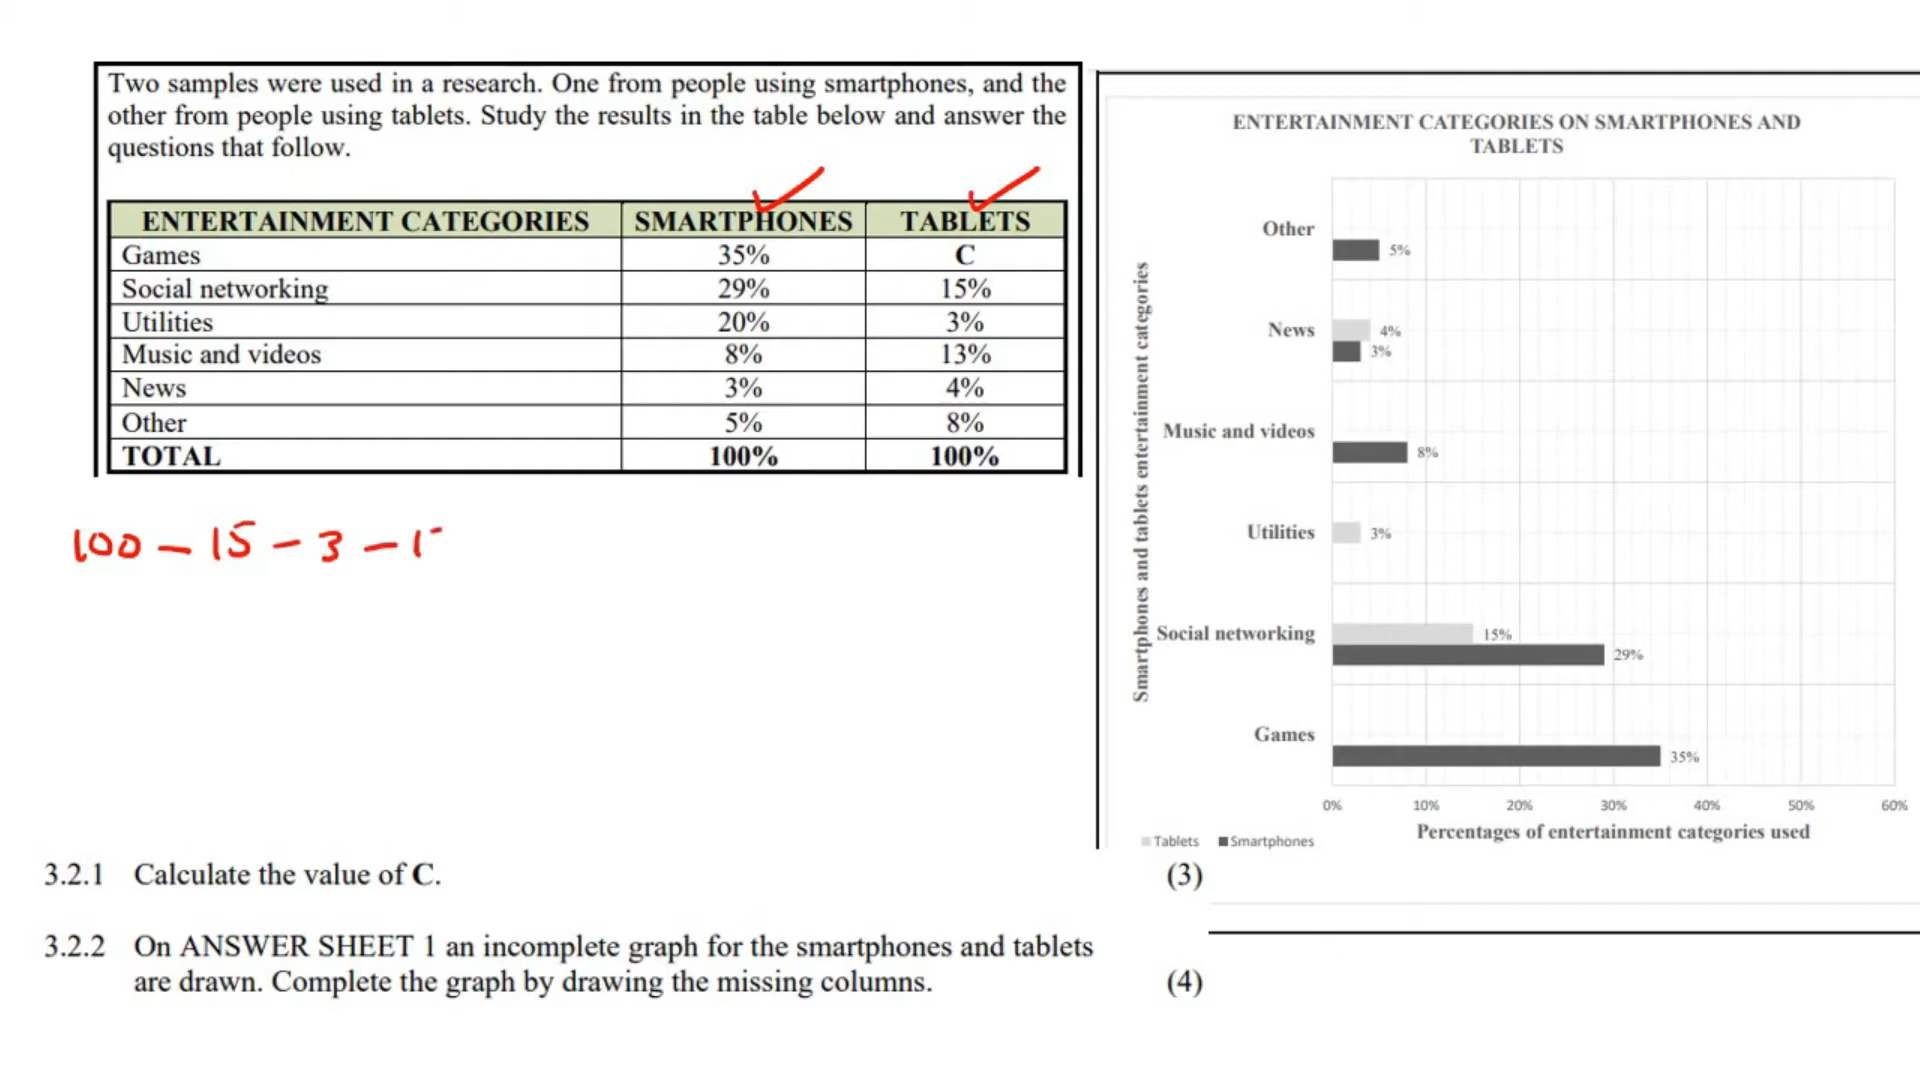 Two samples were used in a research. One from people using smartphones, and the
other from people using tablets. Study the results in the table below and answer the
questions that follow.
ENTERTAINMENT CATEGORIES SMARTPHONES TABLETS
Games 35% C
Social networking 29% 15%
Utilities 20% 3%
Music and videos 8% 13%
News 3% 4%
Other 5% 8%
TOTAL 100% 100%
100 - 15 - 3 - 1
ENTERTAINMENT CATEGORIES ON SMARTPHONES AND
TABLETS
Smartphones and tablets entertainment categories
Other
5%
News
4%
3%
Music and videos
8%
Utilities
3%
Social networking
15%
29%
Games
35%
0% 10% 20% 30% 40% 50% 60%
Percentages of entertainment categories used
Tablets Smartphones
3.2.1 Calculate the value of C. (3)
3.2.2 On ANSWER SHEET 1 an incomplete graph for the smartphones and tablets
are drawn. Complete the graph by drawing the missing columns. (4)